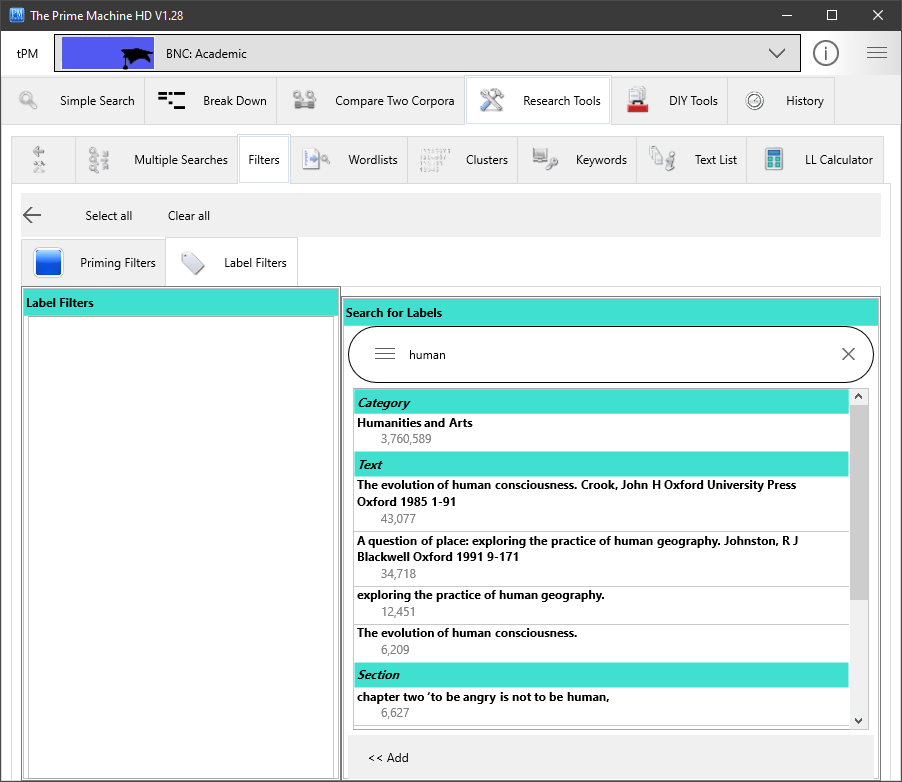 The Prime Machine HD V1.28
tPM
BNC: Academic
Simple Search
Break Down
Compare Two Corpora
Research Tools
DIY Tools
History
Multiple Searches
Filters
Wordlists
Clusters
Keywords
Text List
LL Calculator
Select all
Clear all
Priming Filters
Label Filters
Label Filters
Search for Labels
human
Category
Humanities and Arts
3,760,589
Text
The evolution of human consciousness. Crook, John H Oxford University Press
Oxford 1985 1-91
43,077
A question of place: exploring the practice of human geography. Johnston, R J
Blackwell Oxford 1991 9-171
34,718
exploring the practice of human geography.
12,451
The evolution of human consciousness.
6,209
Section
chapter two ‘to be angry is not to be human,
6,627
<< Add